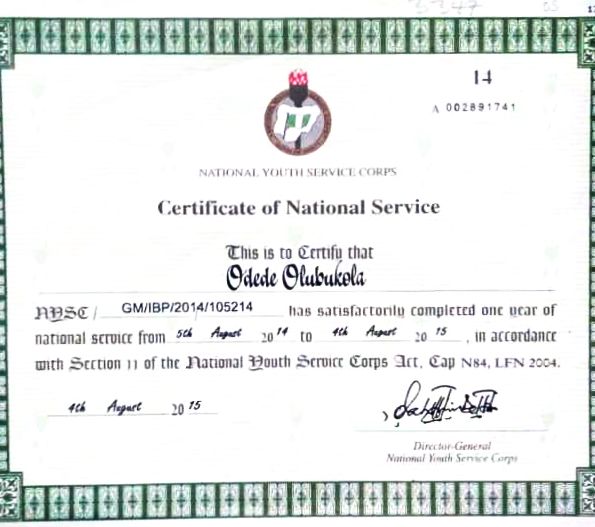 14
A 002891741
NATIONAL YOUTH SERVICE CORPS
Certificate of National Service
This is to Certify that
Odede Olubukola
NYSC/ GM/IBP/2014/105214 has satisfactorily completed one year of
national service from 5th August 2014 to 4th August 2015, in accordance
with Section 11 of the National Youth Service Corps Act, Cap N84, LFN 2004.
4th August 2015
Director-General
National Youth Service Corps